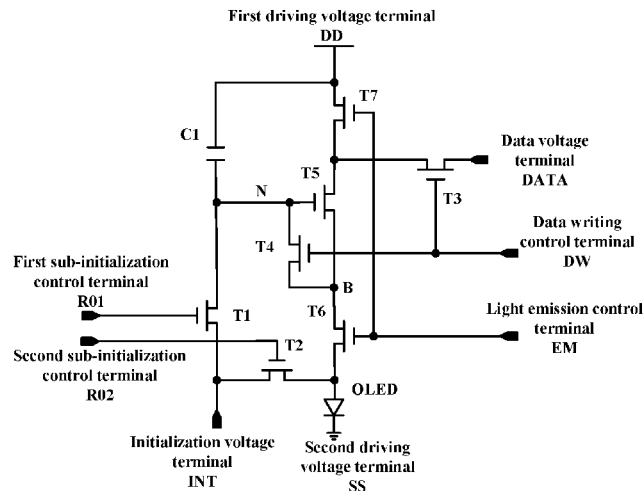 First driving voltage terminal
DD
T7
C1
Data voltage
terminal
DATA
T5
N
T3
T4
Data writing
control terminal
DW
First sub-initialization
control terminal
R01
B
T1
T6
Light emission control
terminal
EM
T2
Second sub-initialization
control terminal
R02
OLED
Initialization voltage
terminal
INT
Second driving
voltage terminal
SS